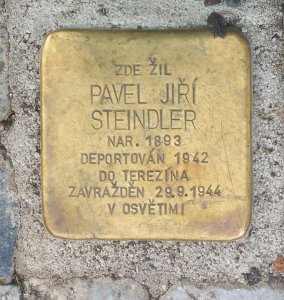 ZDE ŽIL
PAVEL JIŘÍ
STEINDLER
NAR. 1893
DEPORTOVÁN 1942
DO TEREZÍNA
ZAVRAŽDĚN 29.9.1944
V OSVĚTIMI